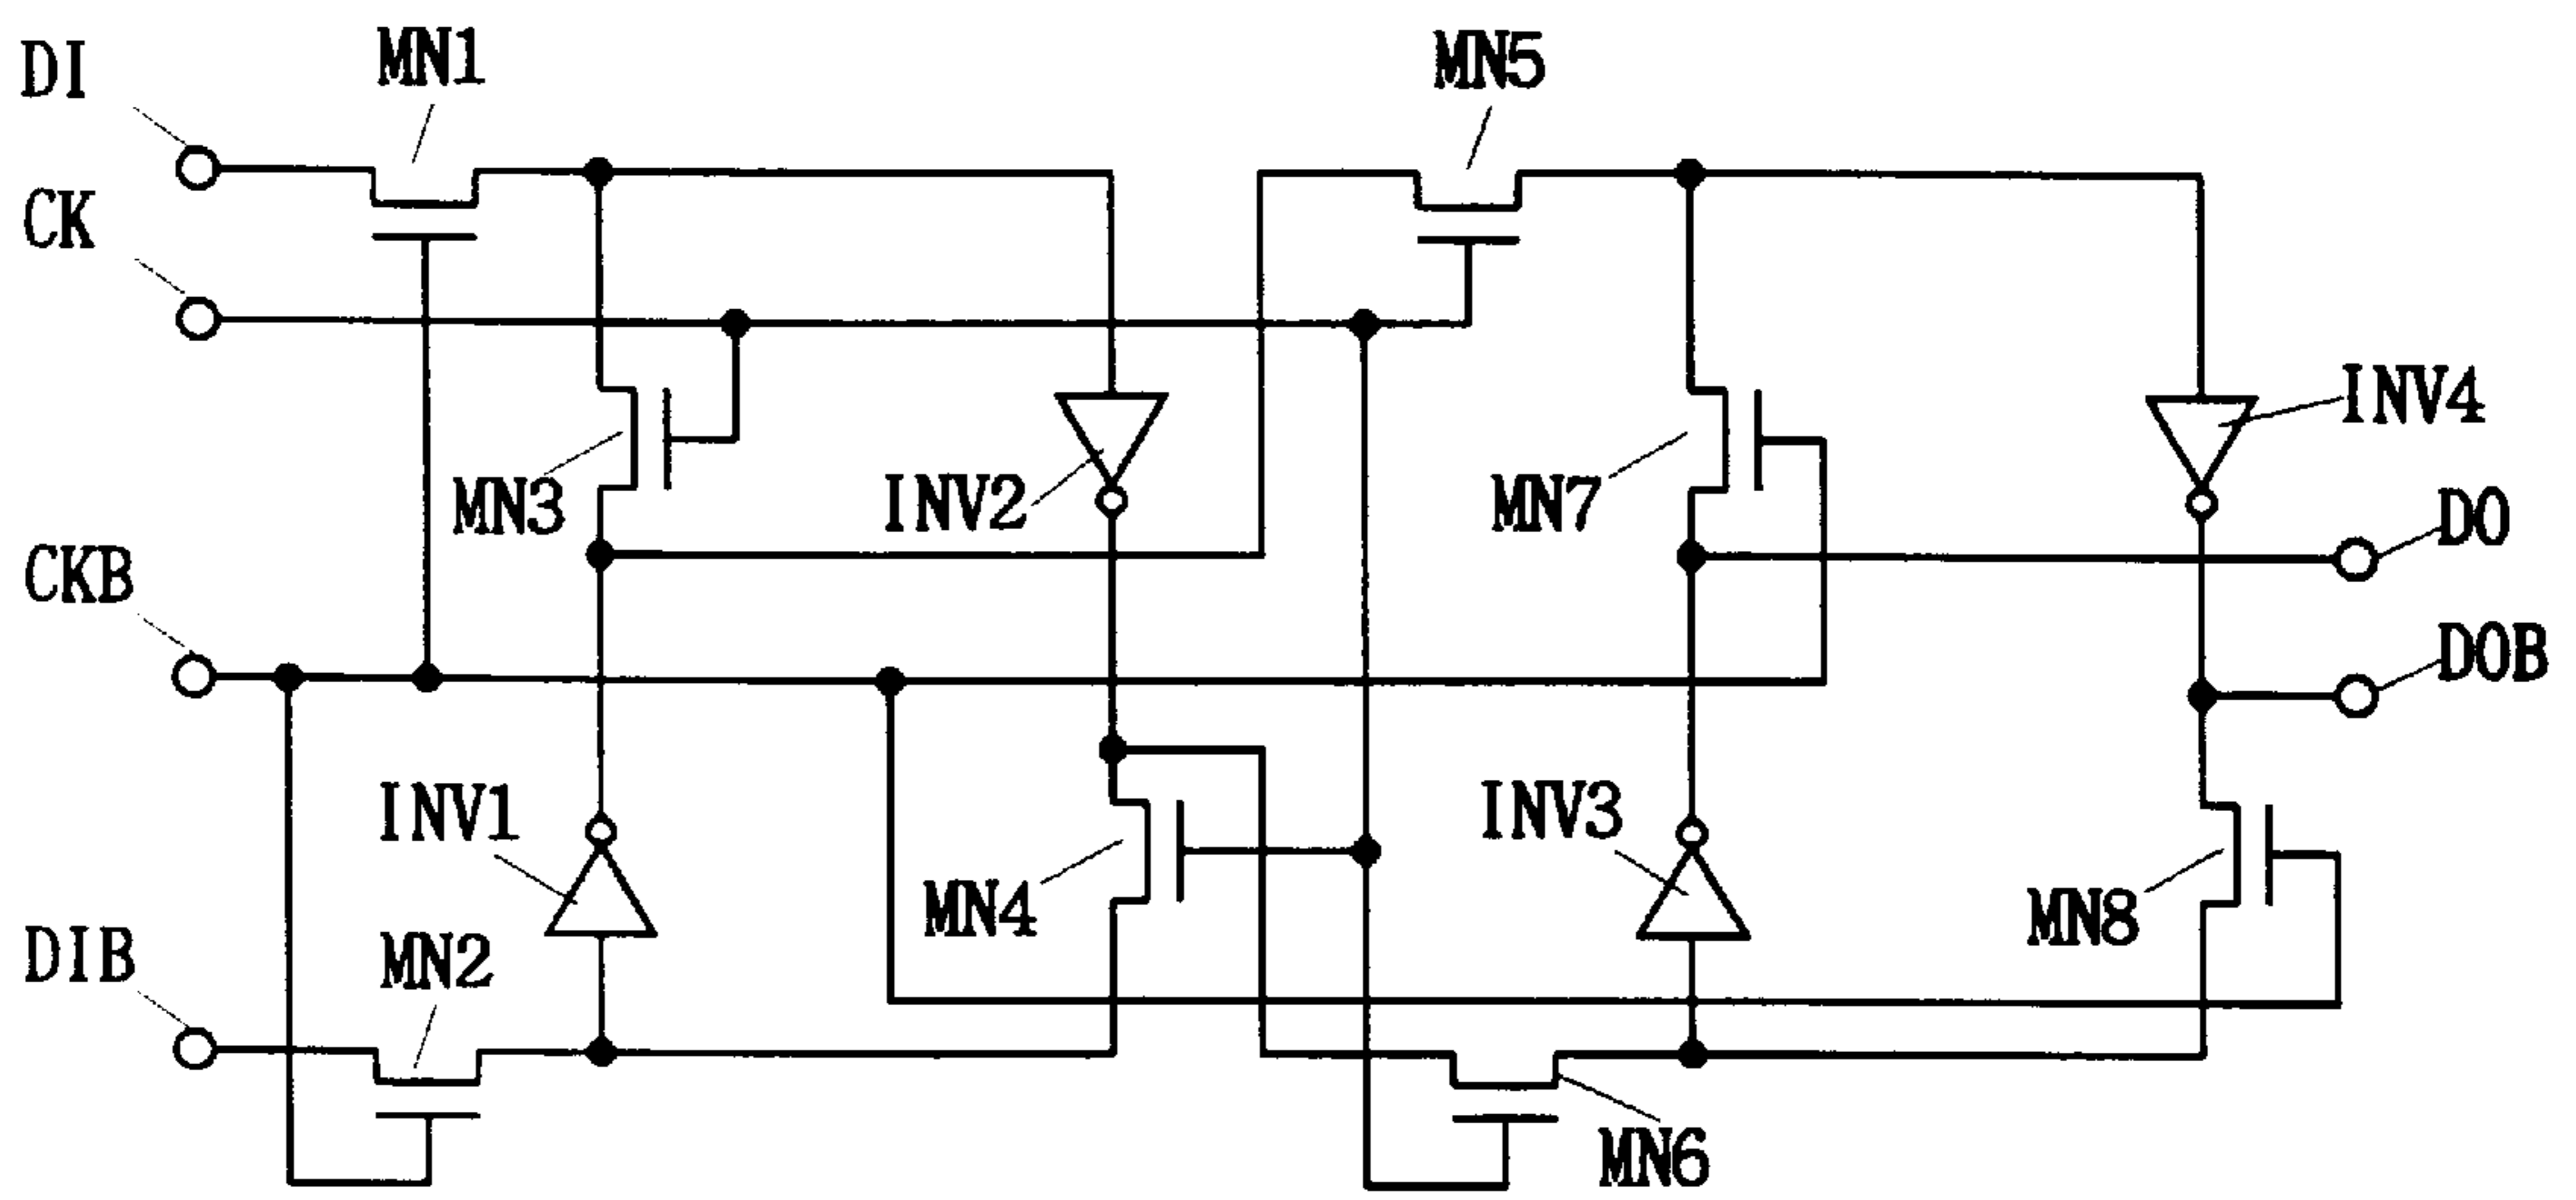 DI
MN1
MN5
CK
INV4
MN3
INV2
MN7
DO
CKB
DOB
INV1
INV3
MN4
MN8
DIB
MN2
MN6